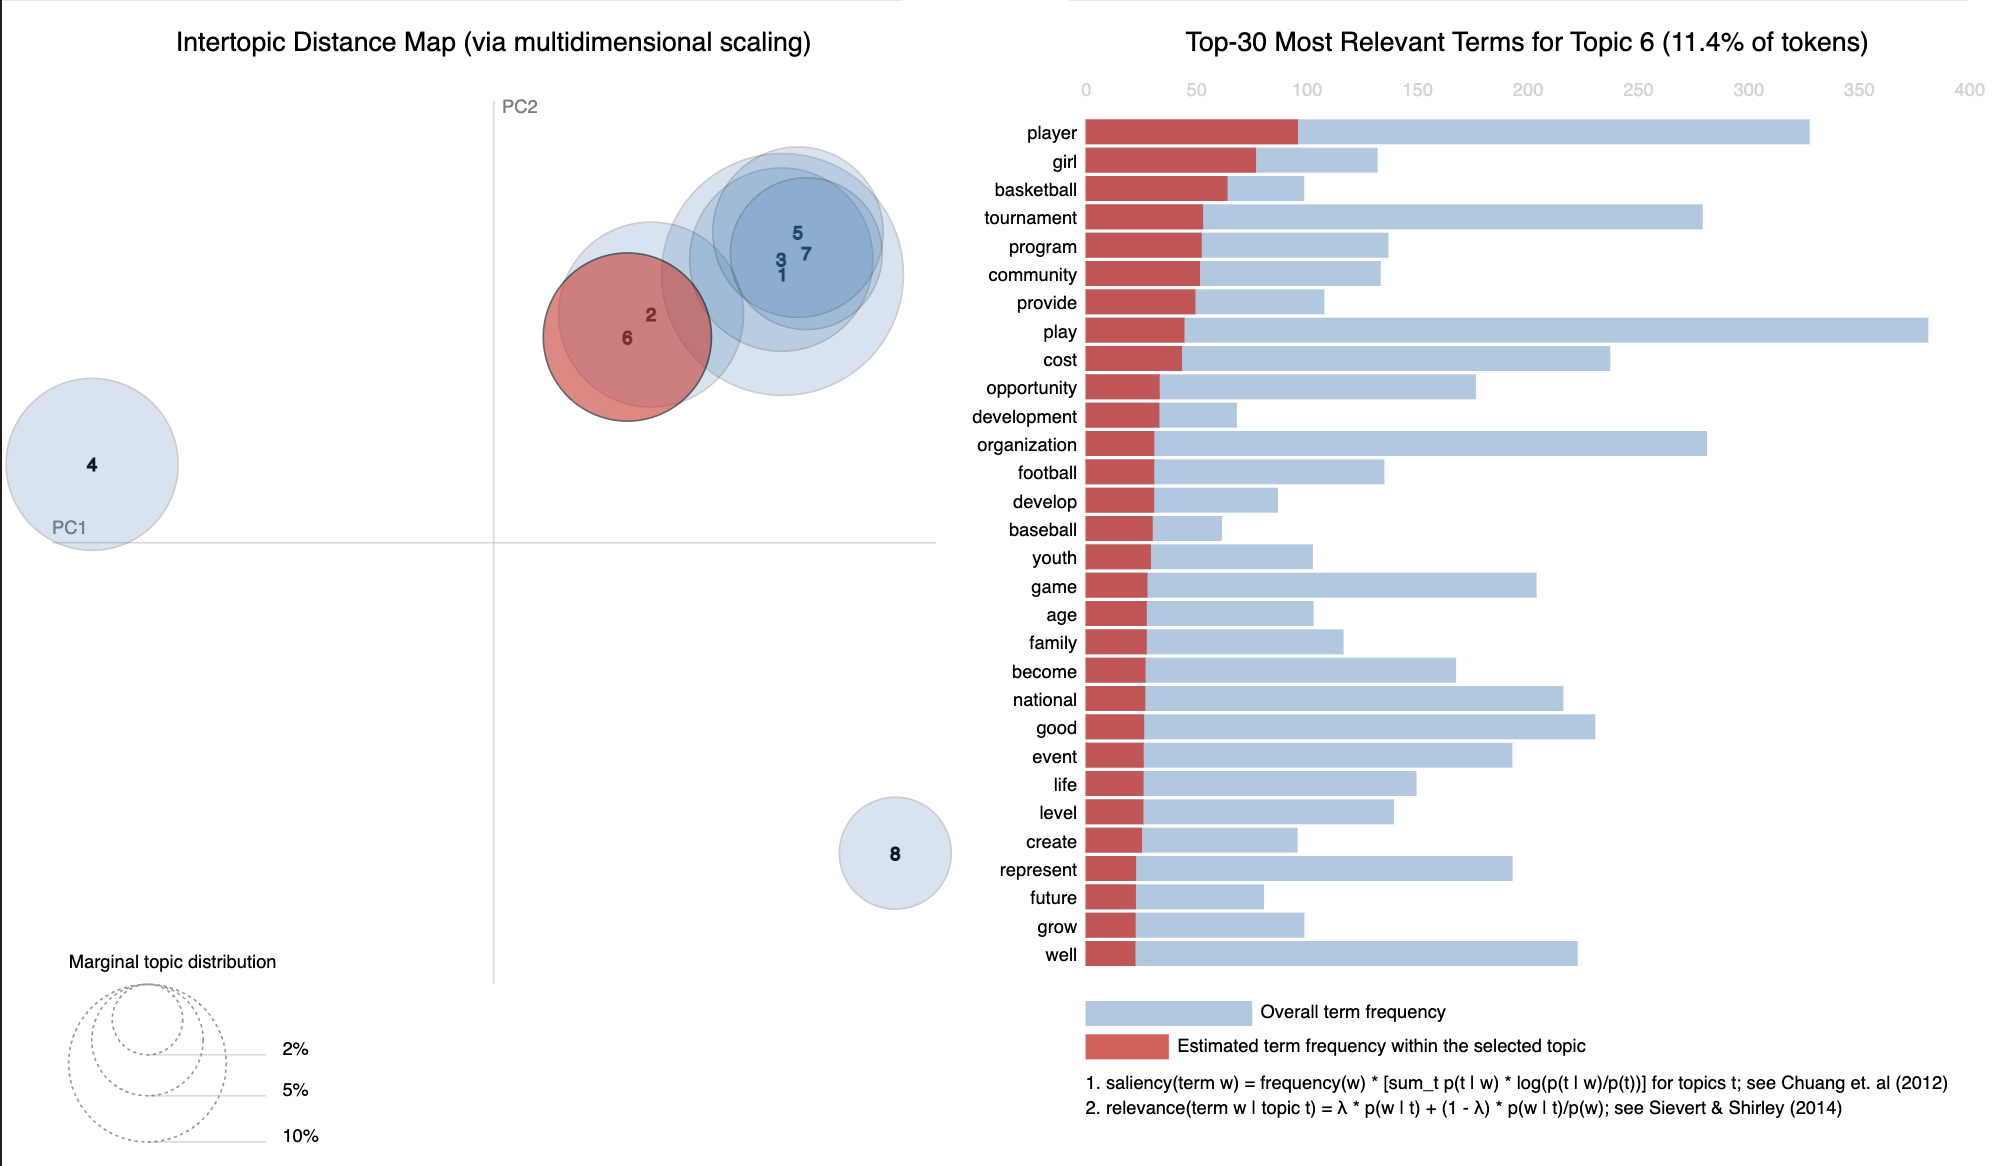 Intertopic Distance Map (via multidimensional scaling)
PC2
5
7
3
1
2
6
4
PC1
8
Marginal topic distribution
2%
5%
10%
Top-30 Most Relevant Terms for Topic 6 (11.4% of tokens)
0 50 100 150 200 250 300 350 400
player
girl
basketball
tournament
program
community
provide
play
cost
opportunity
development
organization
football
develop
baseball
youth
game
age
family
become
national
good
event
life
level
create
represent
future
grow
well
Overall term frequency
Estimated term frequency within the selected topic
1. saliency(term w) = frequency(w) * [sum_t p(t | w) * log(p(t | w)/p(t))] for topics t; see Chuang et. al (2012)
2. relevance(term w | topic t) = λ * p(w | t) + (1 - λ) * p(w | t)/p(w); see Sievert & Shirley (2014)